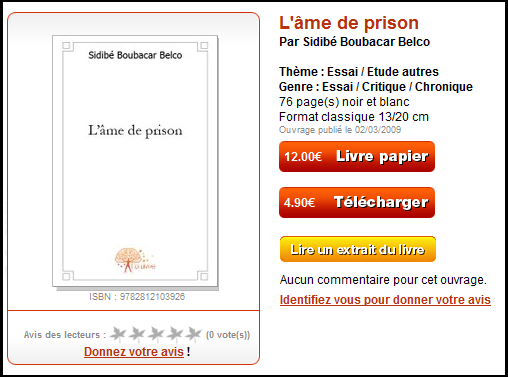 Sidibé Boubacar Belco
L'âme de prison
ISBN : 9782812103926
Avis des lecteurs :
(0 vote(s))
Donnez votre avis !
L'âme de prison
Par Sidibé Boubacar Belco
Thème : Essai / Etude autres
Genre : Essai / Critique / Chronique
76 page(s) noir et blanc
Format classique 13/20 cm
Ouvrage publié le 02/03/2009
12.00€ Livre papier
4.90€ Télécharger
Lire un extrait du livre
Aucun commentaire pour cet ouvrage.
Identifiez vous pour donner votre avis